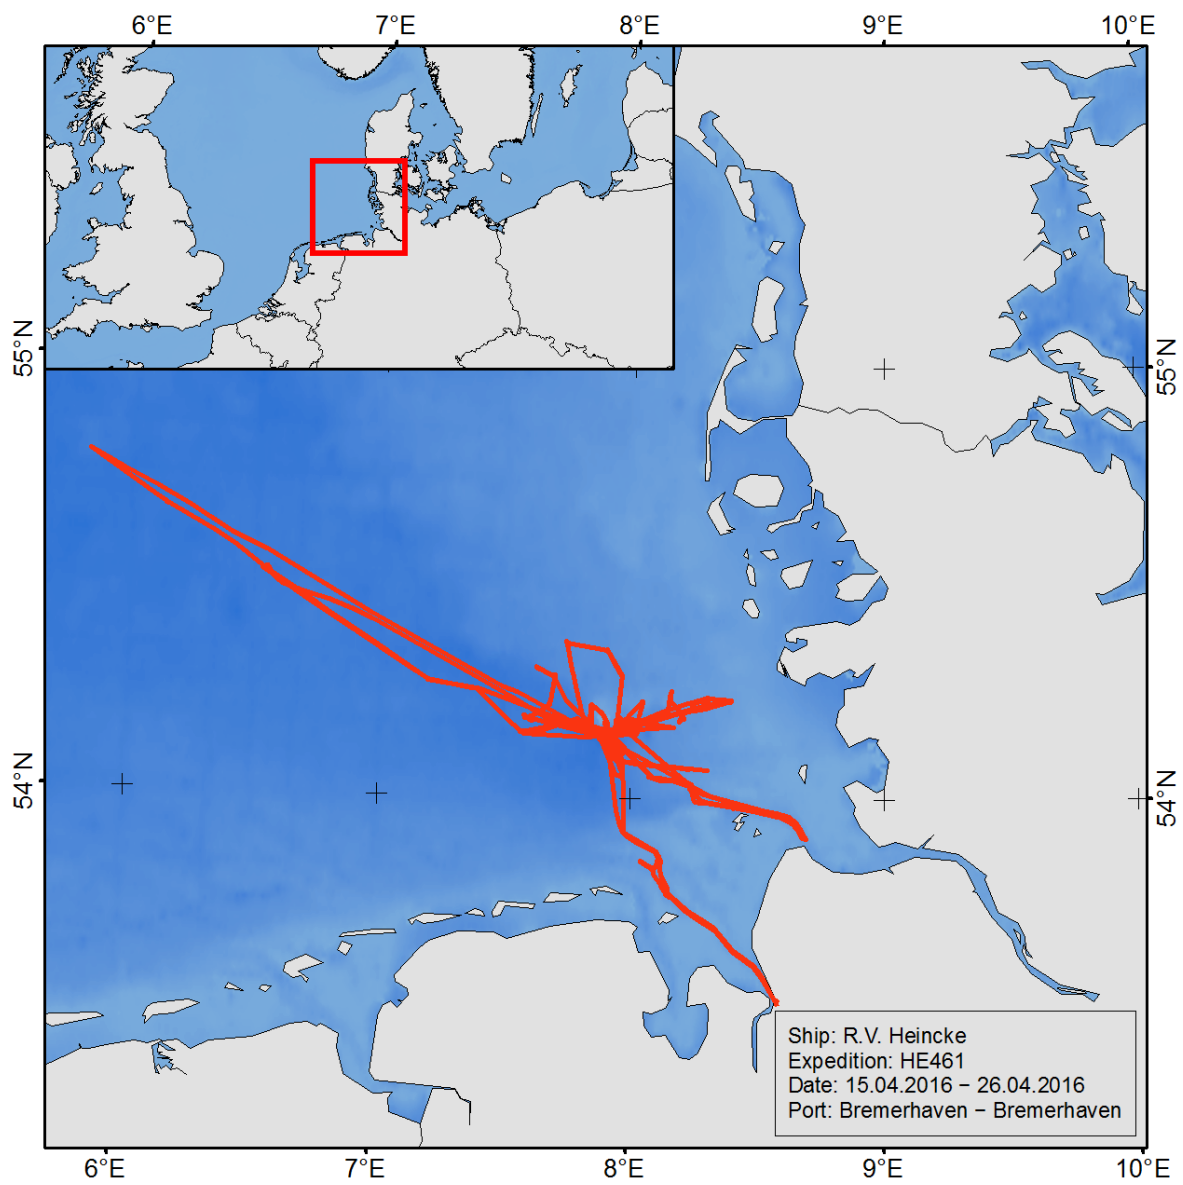 6°E 7°E 8°E 9°E 10°E
55°N 55°N
54°N 54°N
Ship: R.V. Heincke
Expedition: HE461
Date: 15.04.2016 – 26.04.2016
Port: Bremerhaven – Bremerhaven
6°E 7°E 8°E 9°E 10°E